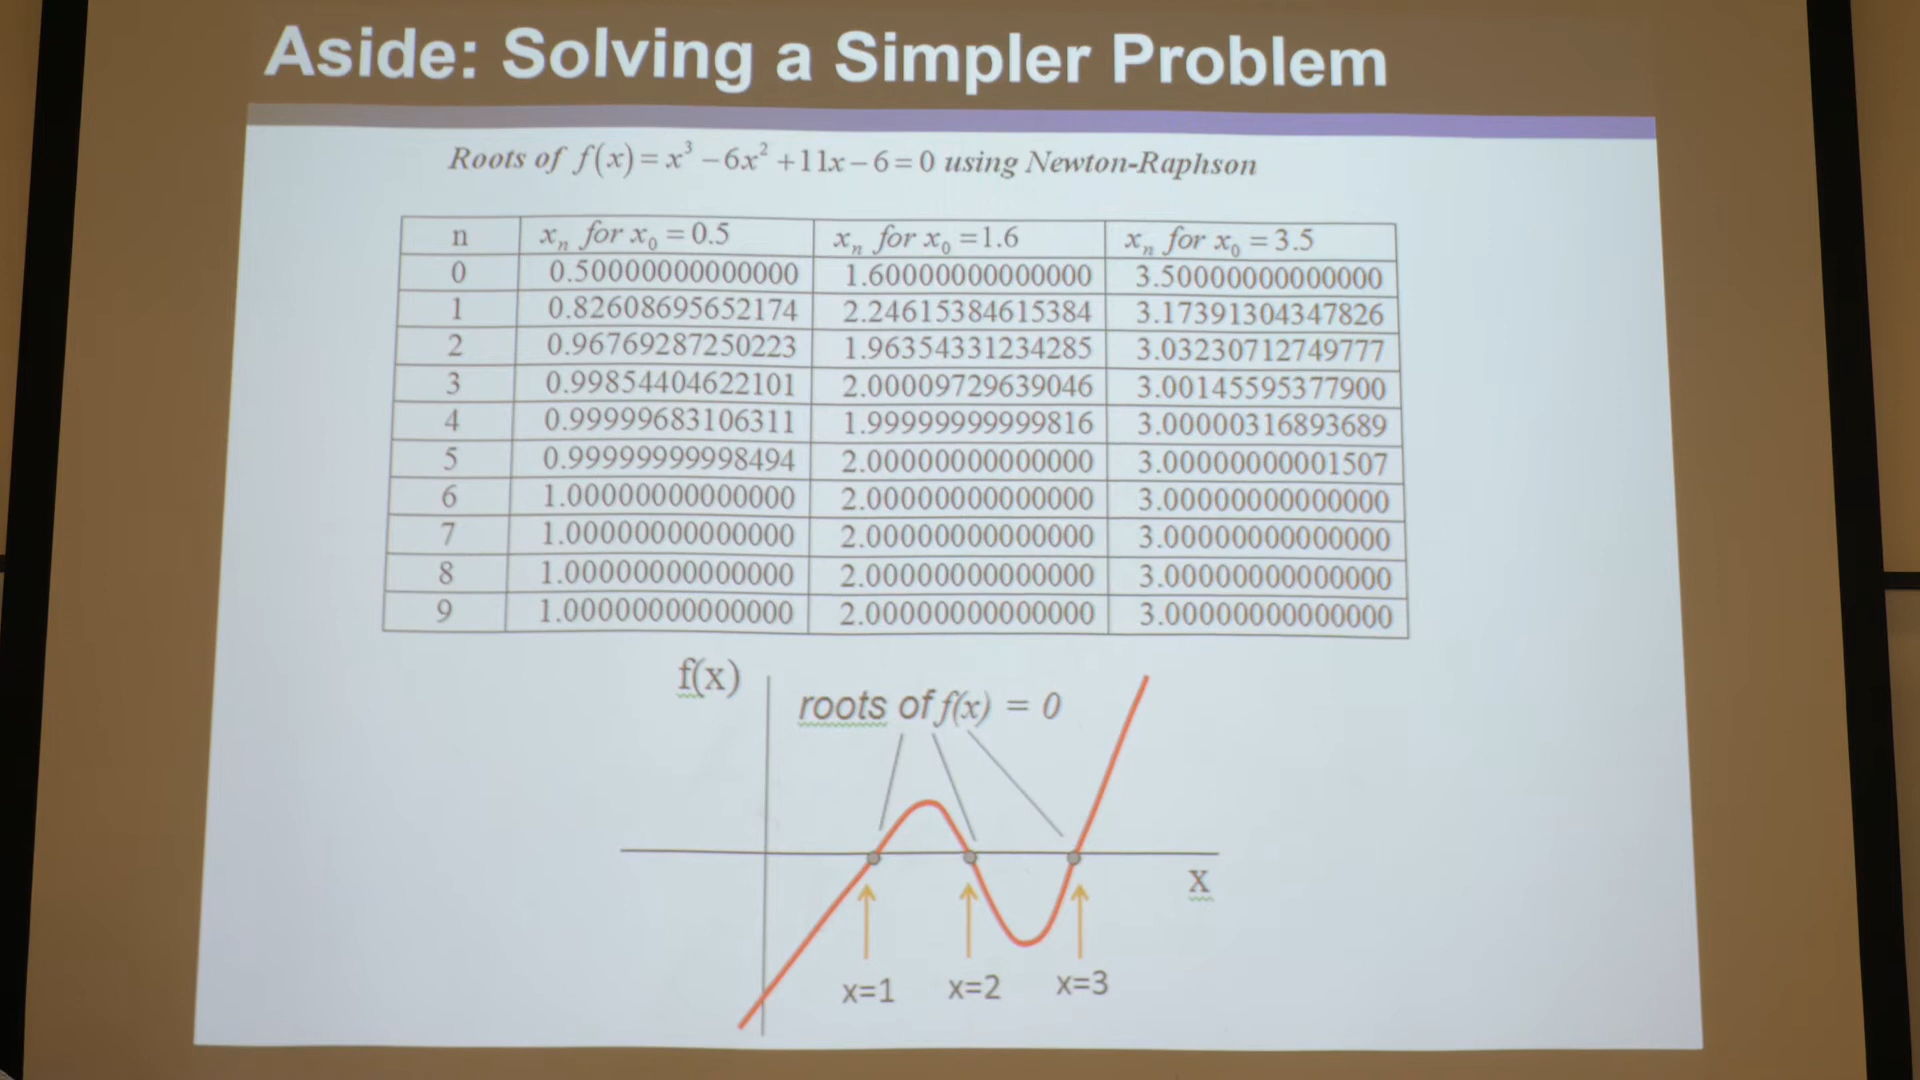 Aside: Solving a Simpler Problem
Roots of f(x) = x³ − 6x² + 11x − 6 = 0 using Newton-Raphson
n xₙ for x₀ = 0.5 xₙ for x₀ = 1.6 xₙ for x₀ = 3.5
0 0.50000000000000 1.60000000000000 3.50000000000000
1 0.82608695652174 2.24615384615384 3.17391304347826
2 0.96769287250223 1.96354331234285 3.03230712749777
3 0.99854404622101 2.00009729639046 3.00145595377900
4 0.99999683106311 1.99999999999816 3.00000316893689
5 0.99999999998494 2.00000000000000 3.00000000001507
6 1.00000000000000 2.00000000000000 3.00000000000000
7 1.00000000000000 2.00000000000000 3.00000000000000
8 1.00000000000000 2.00000000000000 3.00000000000000
9 1.00000000000000 2.00000000000000 3.00000000000000
f(x)
roots of f(x) = 0
X
x=1 x=2 x=3